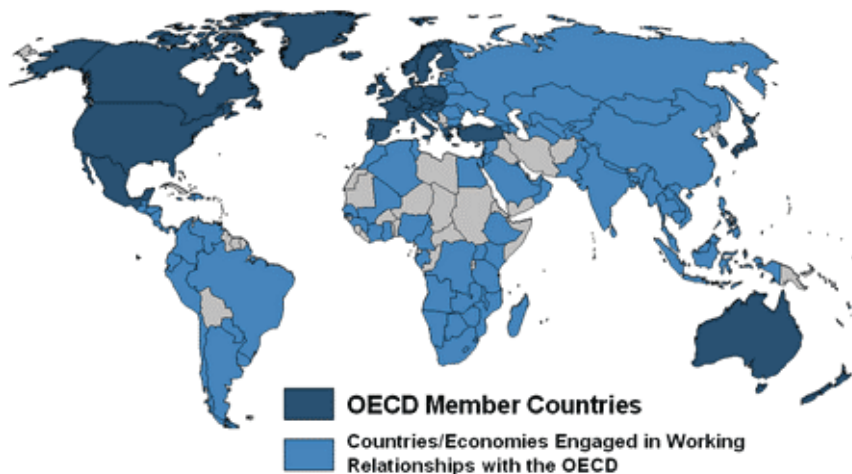 OECD Member Countries
Countries/Economies Engaged in Working
Relationships with the OECD